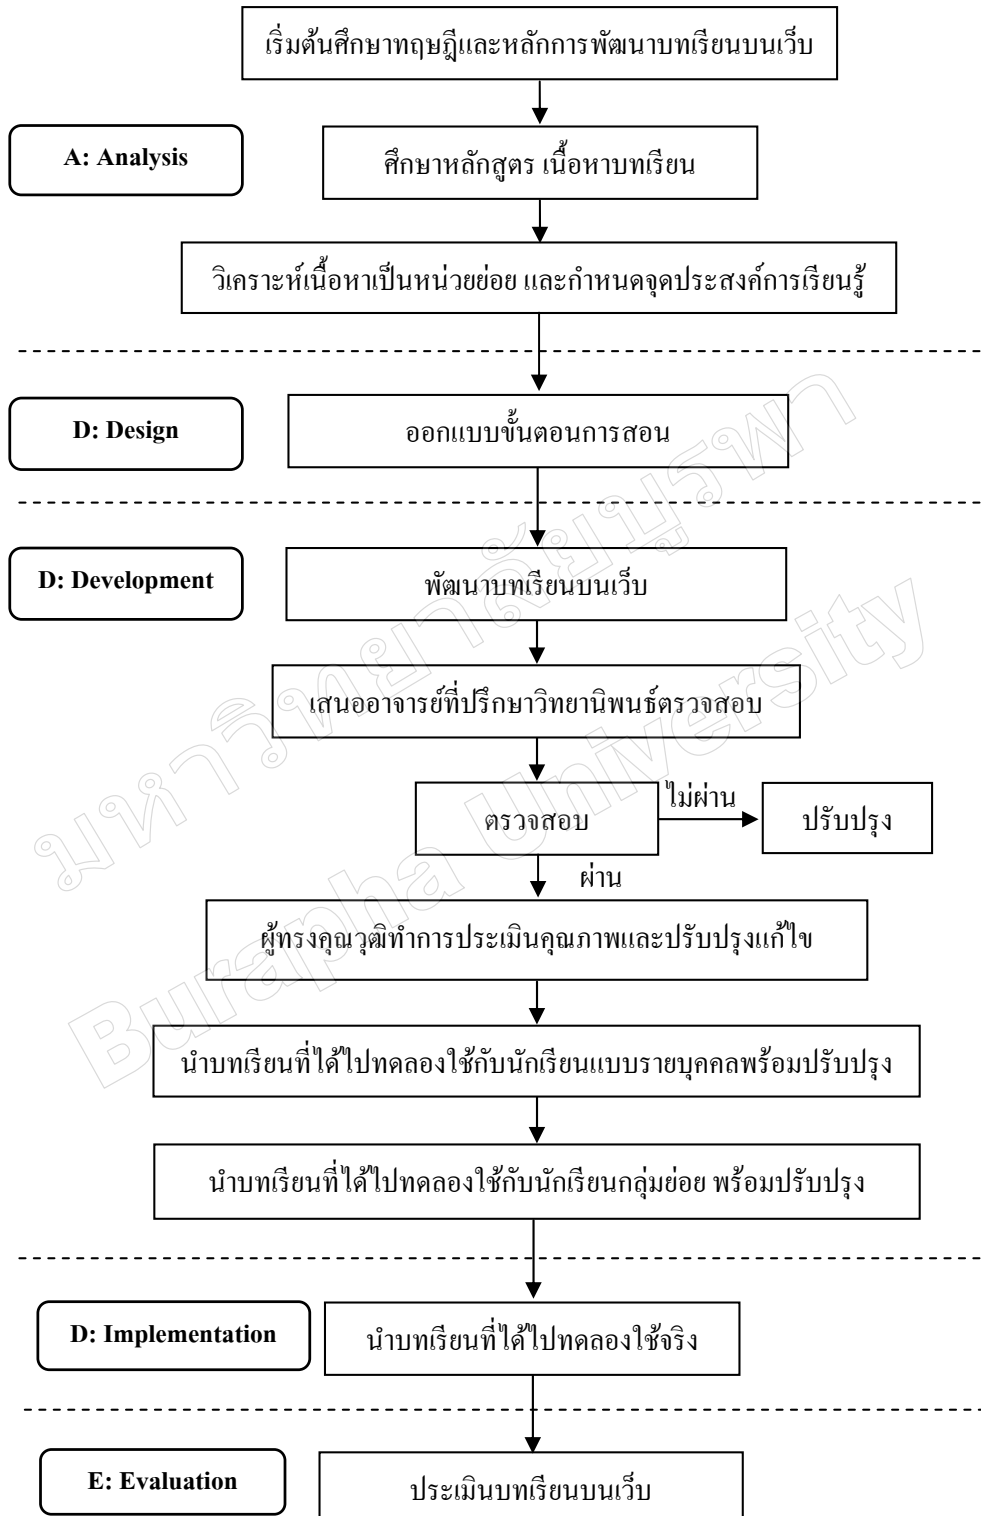 เริ่มต้นศึกษาทฤษฎีและหลักการพัฒนาบทเรียนบนเว็บ
A: Analysis
ศึกษาหลักสูตร เนื้อหาบทเรียน
วิเคราะห์เนื้อหาเป็นหน่วยย่อย และกำหนดจุดประสงค์การเรียนรู้
D: Design
ออกแบบขั้นตอนการสอน
D: Development
พัฒนาบทเรียนบนเว็บ
เสนออาจารย์ที่ปรึกษาวิทยานิพนธ์ตรวจสอบ
ตรวจสอบ
ไม่ผ่าน
ปรับปรุง
ผ่าน
ผู้ทรงคุณวุฒิทำการประเมินคุณภาพและปรับปรุงแก้ไข
นำบทเรียนที่ได้ไปทดลองใช้กับนักเรียนแบบรายบุคคลพร้อมปรับปรุง
นำบทเรียนที่ได้ไปทดลองใช้กับนักเรียนกลุ่มย่อย พร้อมปรับปรุง
D: Implementation
นำบทเรียนที่ได้ไปทดลองใช้จริง
E: Evaluation
ประเมินบทเรียนบนเว็บ
มหาวิทยาลัยบูรพา
Burapha University